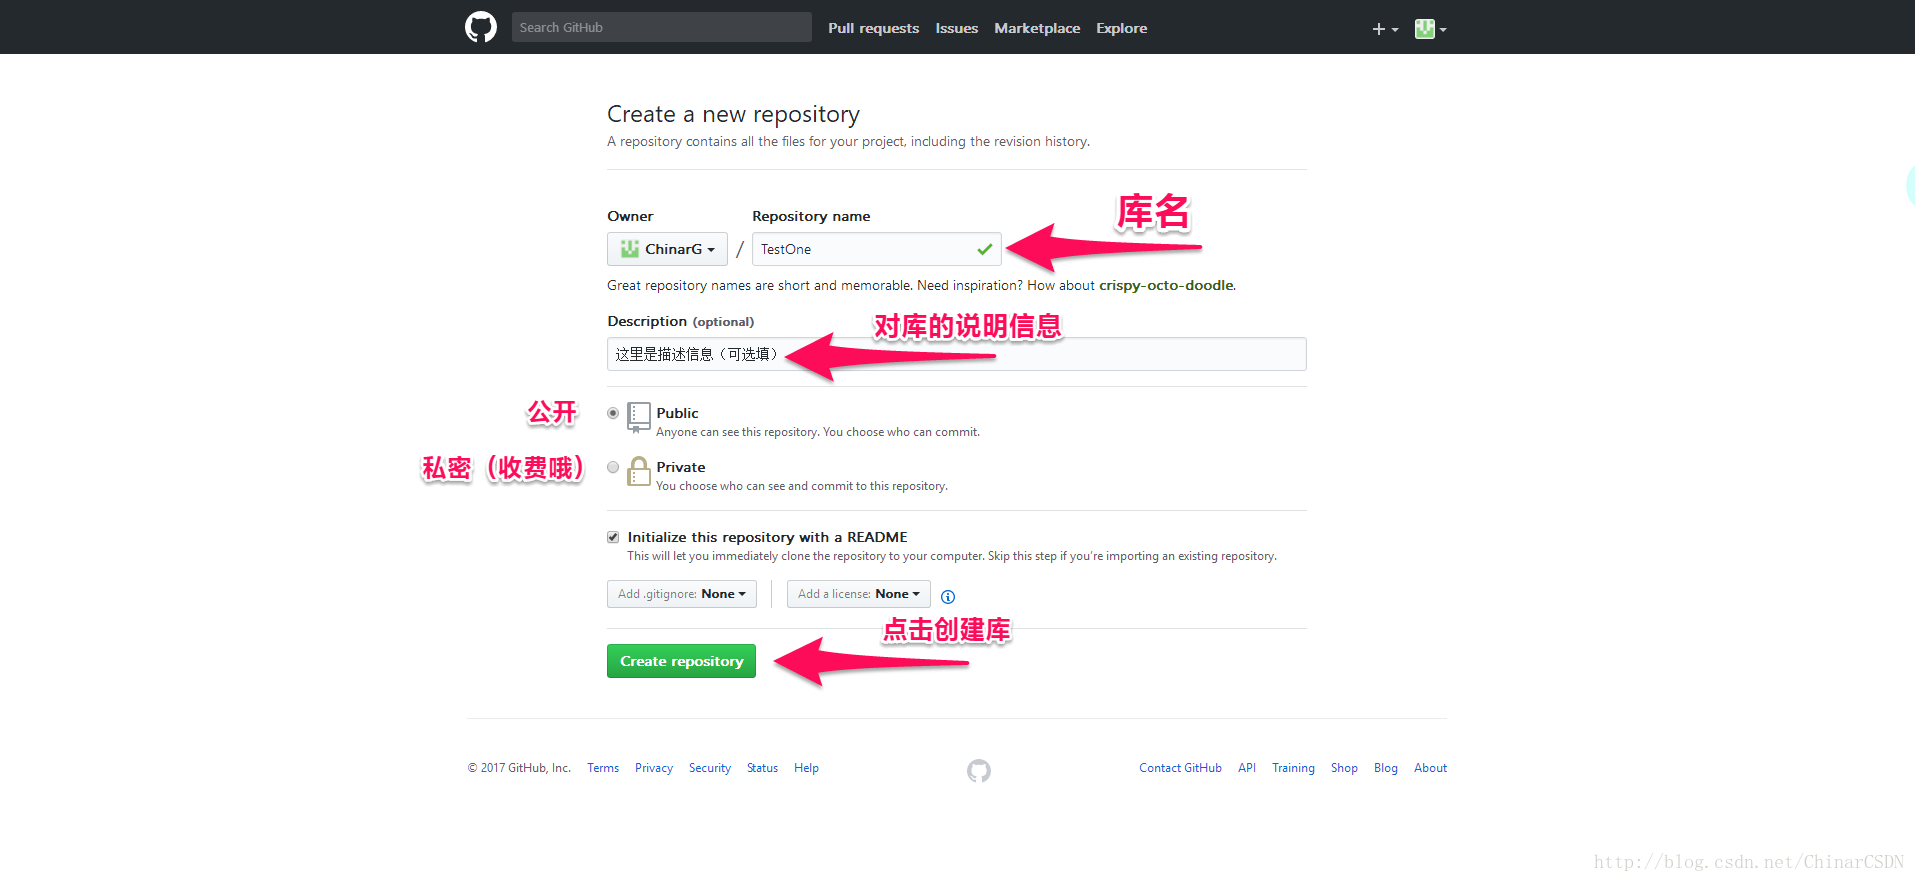 Search GitHub Pull requests Issues Marketplace Explore
Create a new repository
A repository contains all the files for your project, including the revision history.
库名
Owner Repository name
ChinarG / TestOne
Great repository names are short and memorable. Need inspiration? How about crispy-octo-doodle.
对库的说明信息
Description (optional)
这里是描述信息（可选填）
公开 Public
Anyone can see this repository. You choose who can commit.
私密（收费哦） Private
You choose who can see and commit to this repository.
Initialize this repository with a README
This will let you immediately clone the repository to your computer. Skip this step if you're importing an existing repository.
Add .gitignore: None Add a license: None
点击创建库
Create repository
© 2017 GitHub, Inc. Terms Privacy Security Status Help Contact GitHub API Training Shop Blog About
http://blog.csdn.net/ChinarCSDN